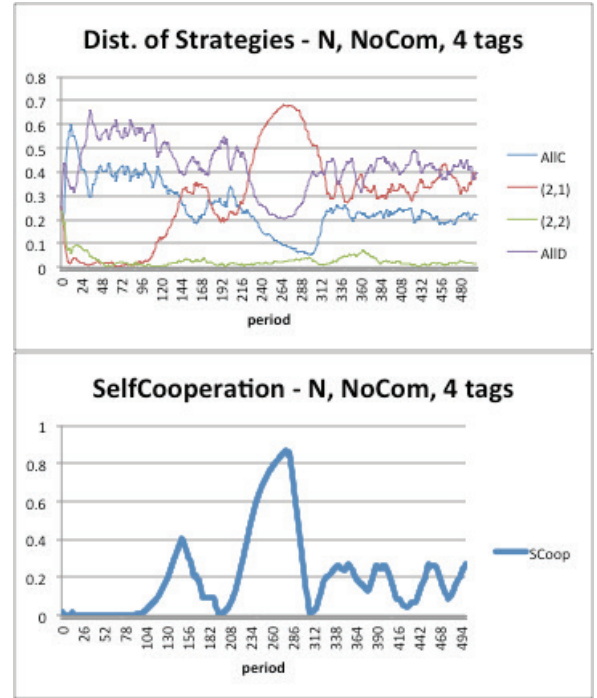 Dist. of Strategies - N, NoCom, 4 tags
0.8
0.7
0.6
0.5
0.4
0.3
0.2
0.1
0
0 24 48 72 96 120 144 168 192 216 240 264 288 312 336 360 384 408 432 456 480
period
AllC
(2,1)
(2,2)
AllD
SelfCooperation - N, NoCom, 4 tags
1
0.8
0.6
0.4
0.2
0
0 26 52 78 104 130 156 182 208 234 260 286 312 338 364 390 416 442 468 494
period
SCoop